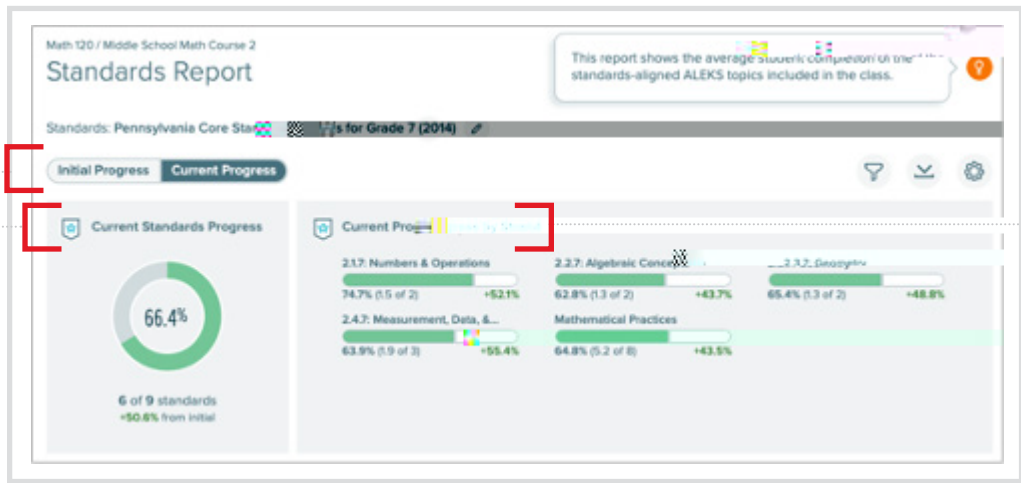 Math 120 / Middle School Math Course 2
Standards Report
This report shows the average student completion of the
standards-aligned ALEKS topics included in the class.
Standards: Pennsylvania Core for Grade 7 (2014)
Initial Progress Current Progress
Current Standards Progress
Current
66.4%
6 of 9 standards
+50.6% from initial
2.1.7: Numbers & Operations
74.7% (1.5 of 2) +52.1%
2.2.7: Algebraic
62.8% (1.3 of 2) +43.7%
2.3.7: Geometry
65.4% (1.3 of 2) +48.8%
2.4.7: Measurement, Data, &...
63.9% (1.9 of 3) +55.4%
Mathematical Practices
64.8% (5.2 of 8) +43.5%